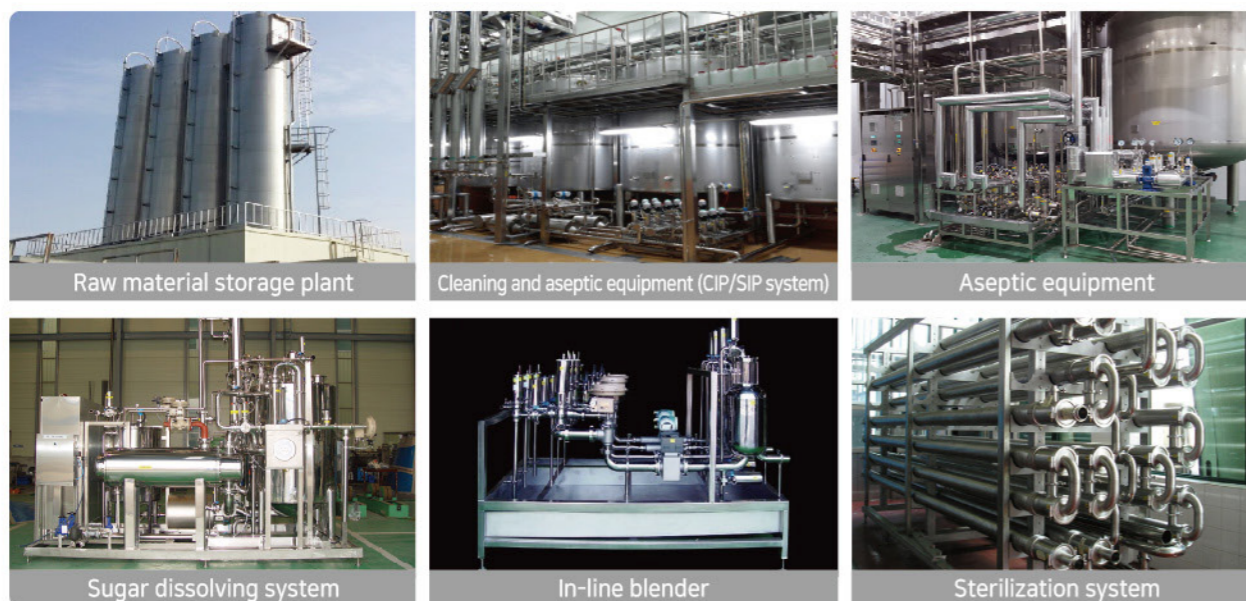 Raw material storage plant
Cleaning and aseptic equipment (CIP/SIP system)
Aseptic equipment
Sugar dissolving system
In-line blender
Sterilization system